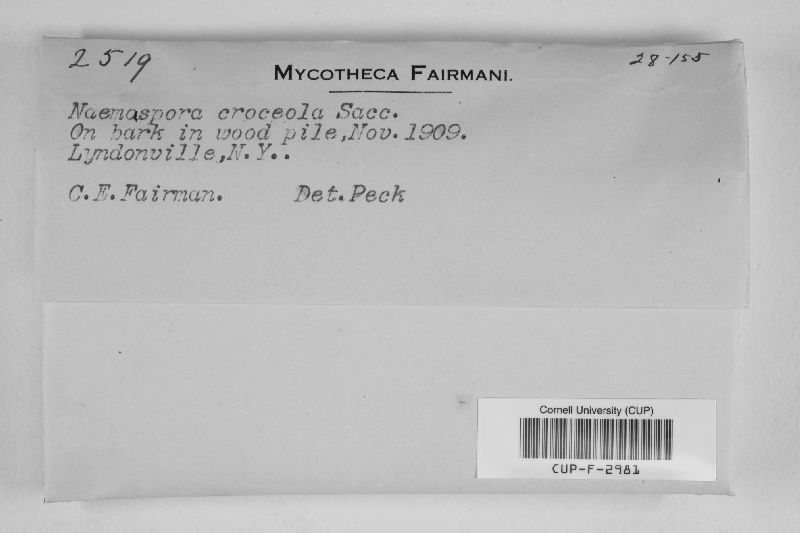 2519
28-155
MYCOTHECA FAIRMANI.
Naemaspora croceola Sacc.
On bark in wood pile,Nov.1909.
Lyndonville,N.Y..
C.E.Fairman. Det.Peck
Cornell University (CUP)
CUP-F-2981